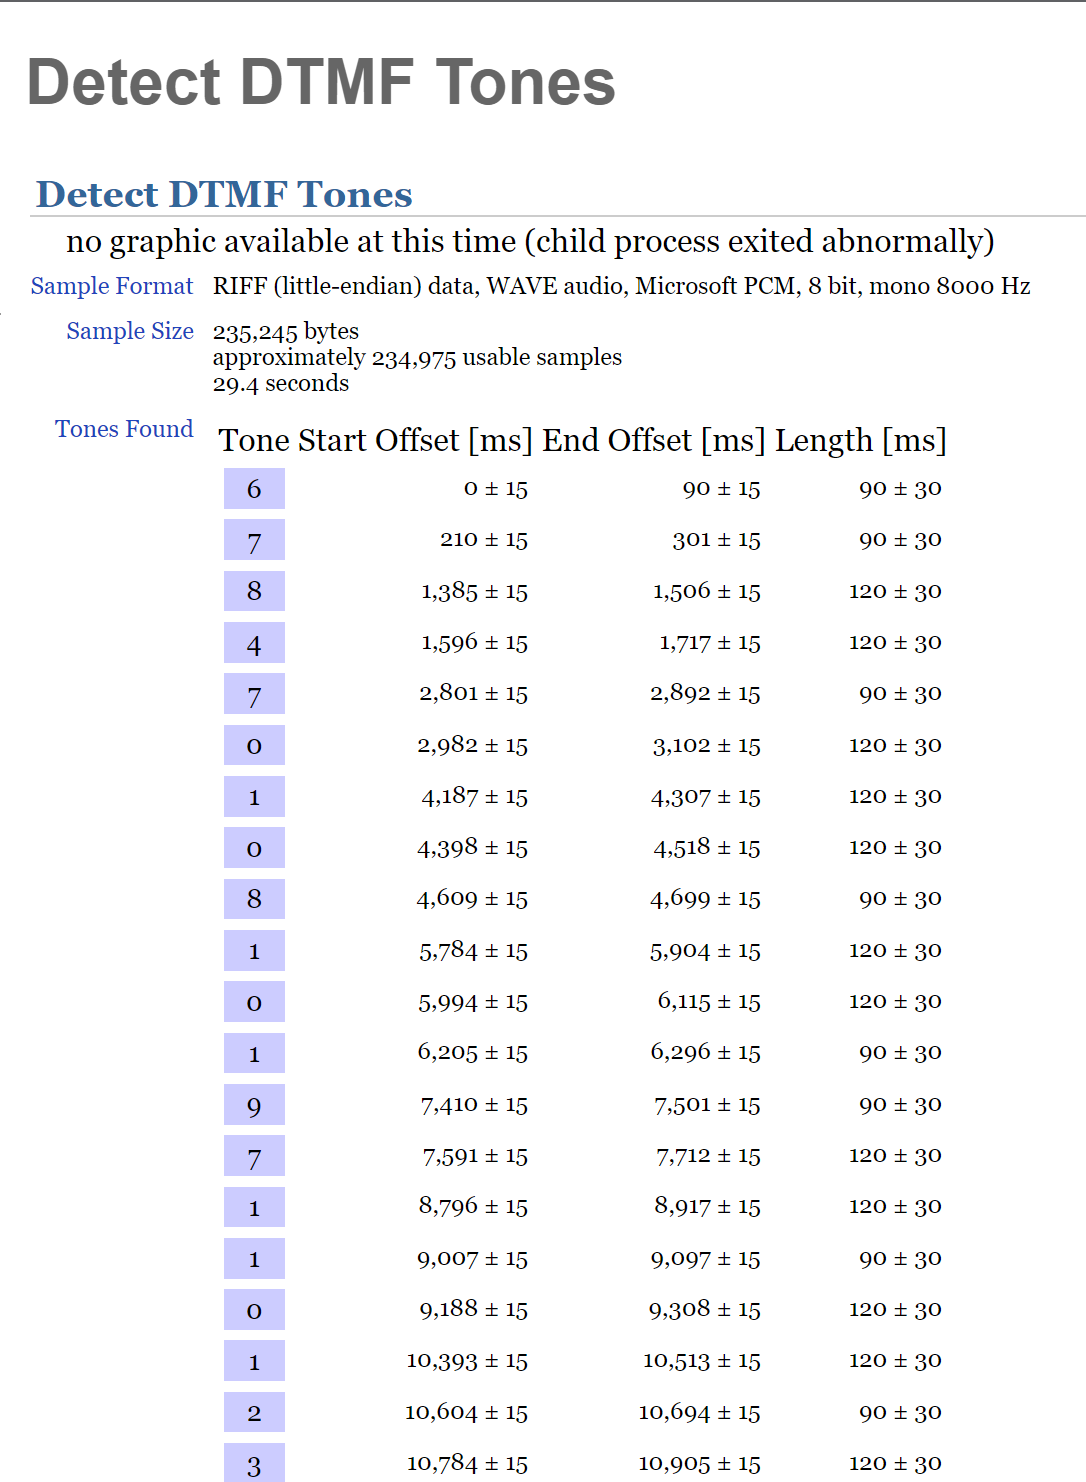 Detect DTMF Tones
Detect DTMF Tones
no graphic available at this time (child process exited abnormally)
Sample Format RIFF (little-endian) data, WAVE audio, Microsoft PCM, 8 bit, mono 8000 Hz
Sample Size 235,245 bytes
approximately 234,975 usable samples
29.4 seconds
Tones Found
Tone Start Offset [ms] End Offset [ms] Length [ms]
6 0 ± 15 90 ± 15 90 ± 30
7 210 ± 15 301 ± 15 90 ± 30
8 1,385 ± 15 1,506 ± 15 120 ± 30
4 1,596 ± 15 1,717 ± 15 120 ± 30
7 2,801 ± 15 2,892 ± 15 90 ± 30
0 2,982 ± 15 3,102 ± 15 120 ± 30
1 4,187 ± 15 4,307 ± 15 120 ± 30
0 4,398 ± 15 4,518 ± 15 120 ± 30
8 4,609 ± 15 4,699 ± 15 90 ± 30
1 5,784 ± 15 5,904 ± 15 120 ± 30
0 5,994 ± 15 6,115 ± 15 120 ± 30
1 6,205 ± 15 6,296 ± 15 90 ± 30
9 7,410 ± 15 7,501 ± 15 90 ± 30
7 7,591 ± 15 7,712 ± 15 120 ± 30
1 8,796 ± 15 8,917 ± 15 120 ± 30
1 9,007 ± 15 9,097 ± 15 90 ± 30
0 9,188 ± 15 9,308 ± 15 120 ± 30
1 10,393 ± 15 10,513 ± 15 120 ± 30
2 10,604 ± 15 10,694 ± 15 90 ± 30
3 10,784 ± 15 10,905 ± 15 120 ± 30